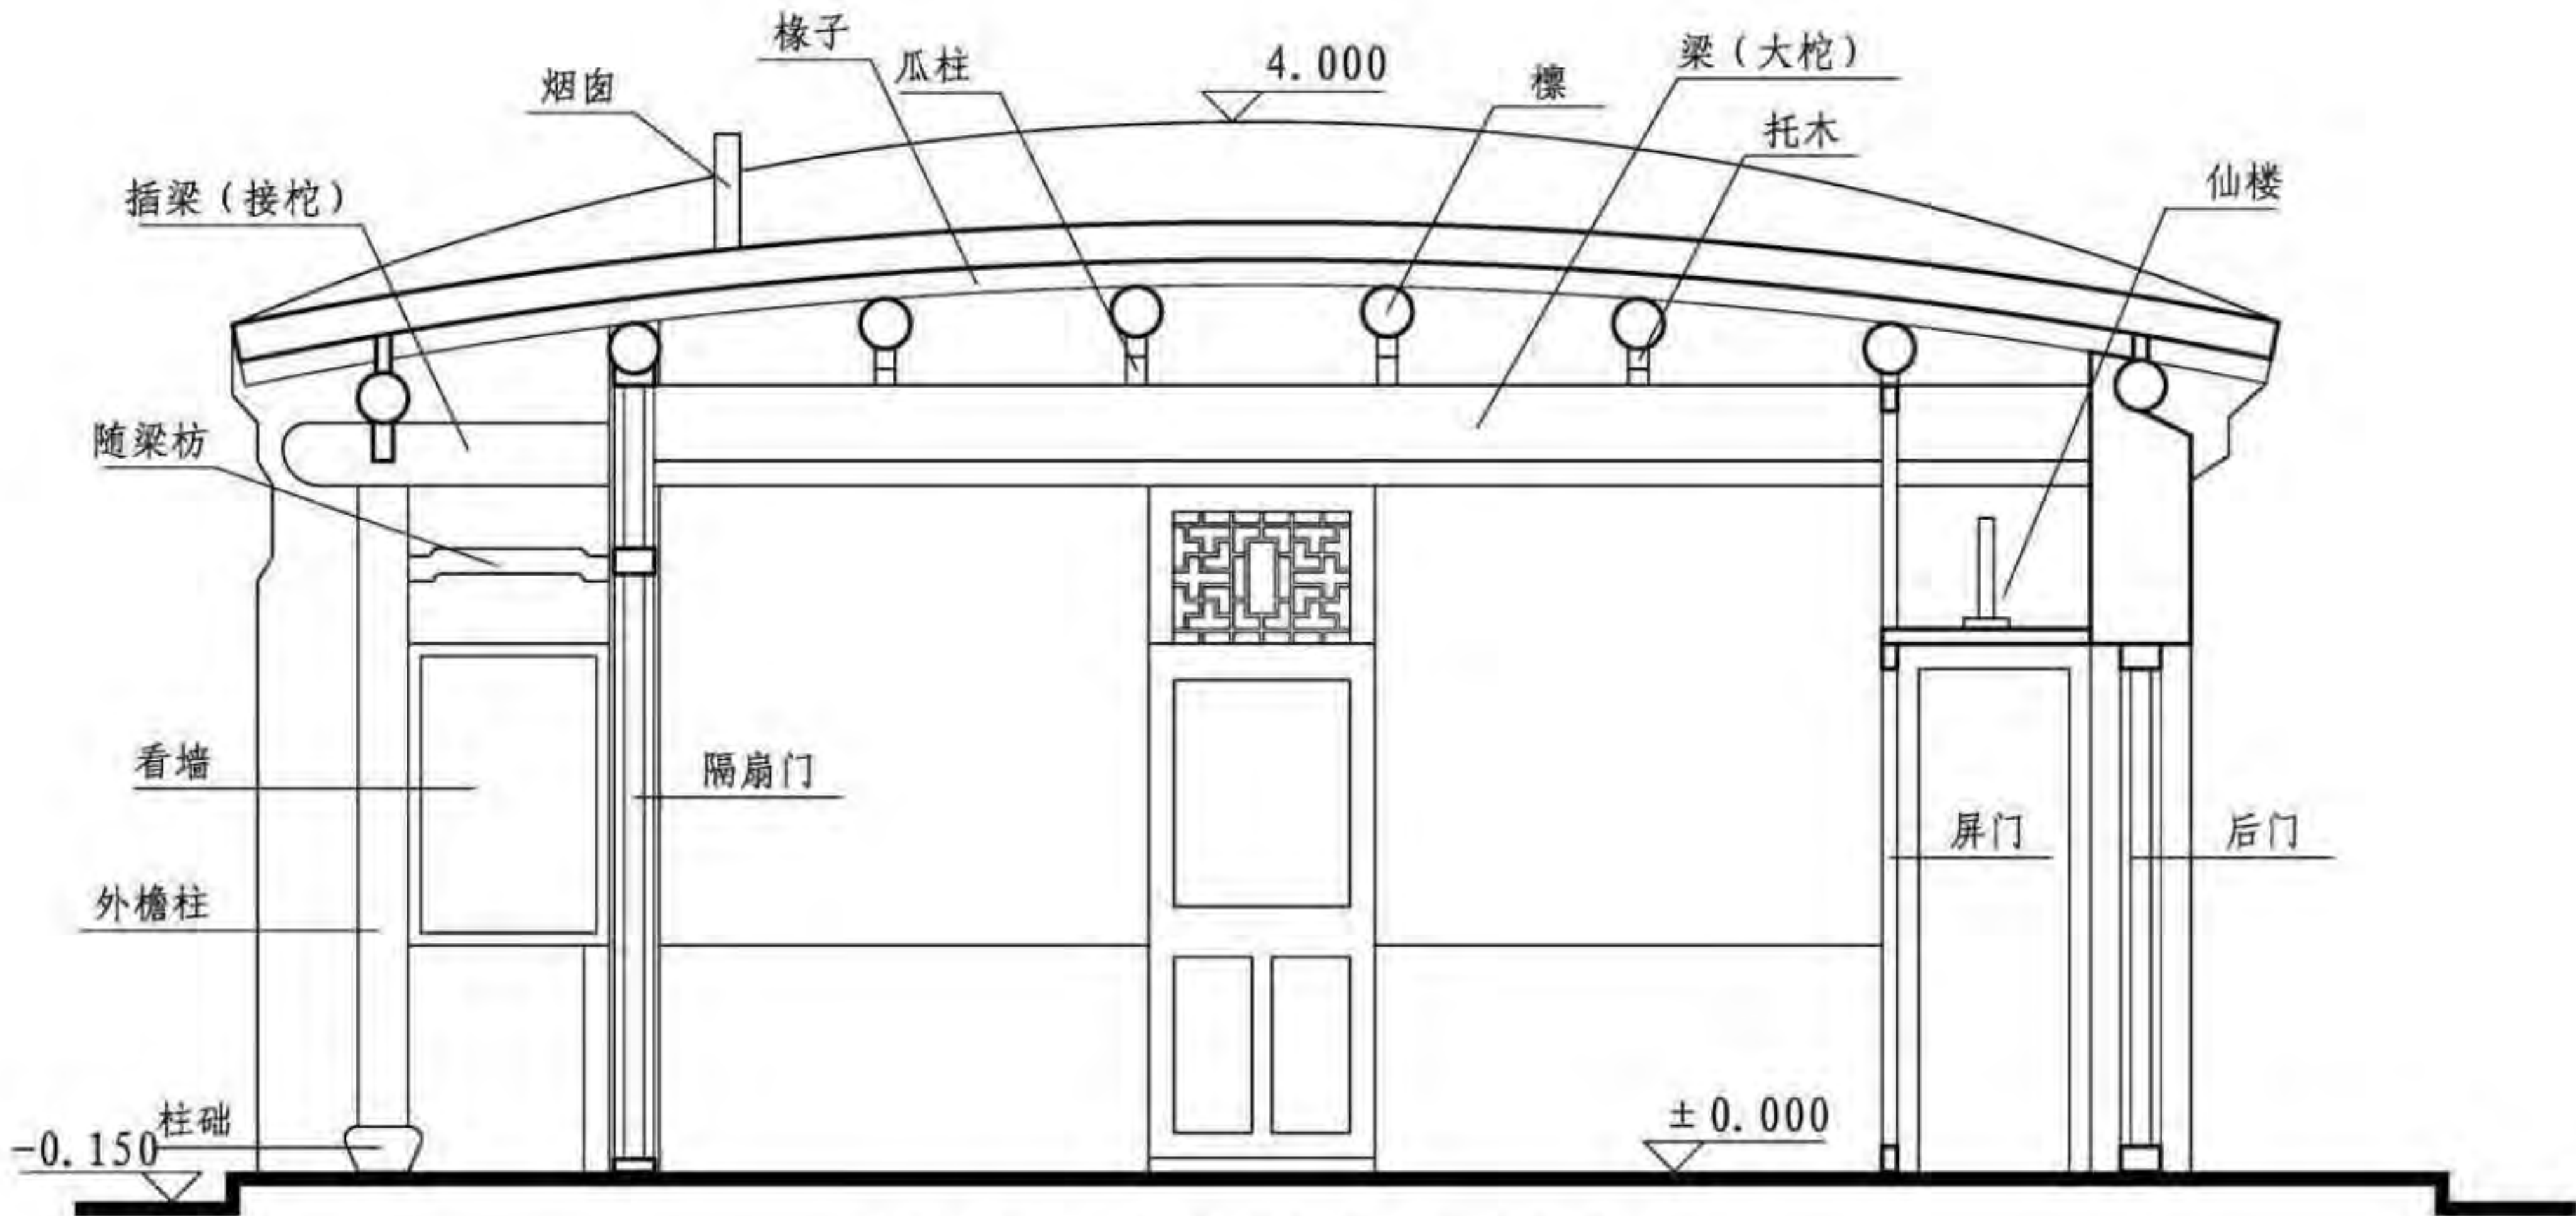 椽子
瓜柱
4.000
梁（大柁）
檩
烟囱
托木
插梁（接柁）
仙楼
随梁枋
看墙
隔扇门
屏门
后门
外檐柱
柱础
-0.150
±0.000